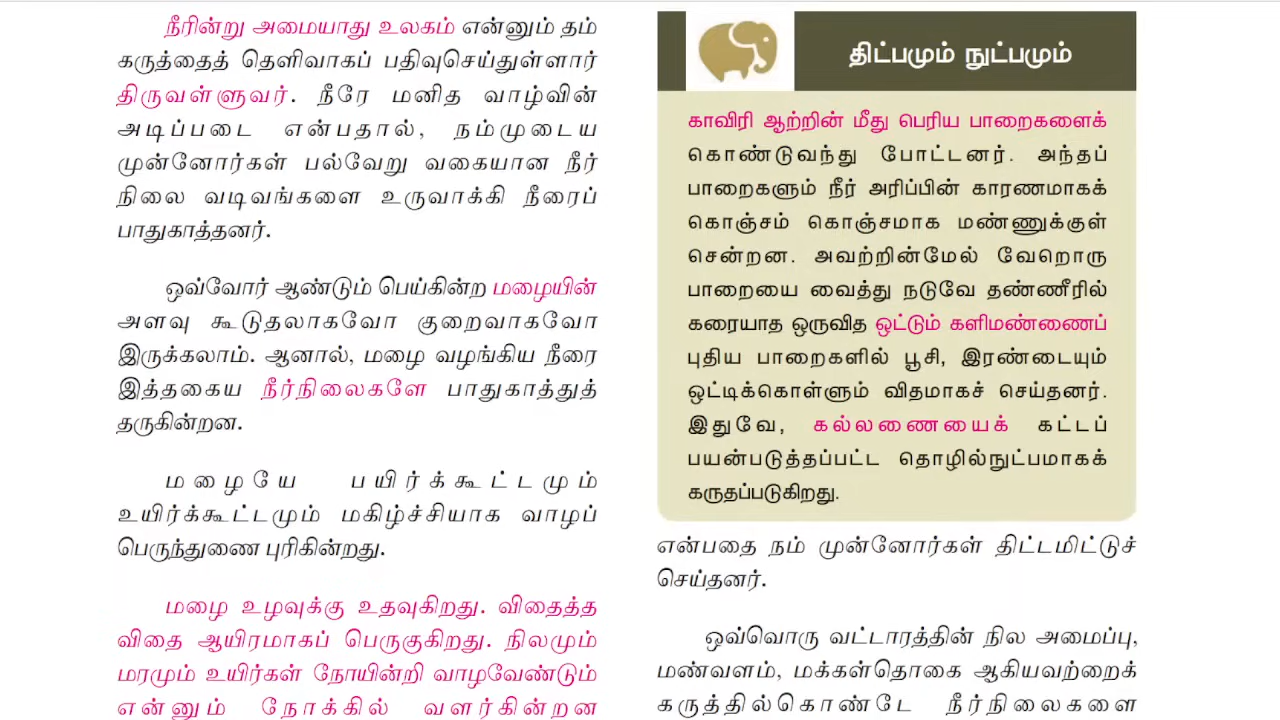 நீரின்று அமையாது உலகம் என்னும் தம்
கருத்தைத் தெளிவாகப் பதிவுசெய்துள்ளார்
திருவள்ளுவர். நீரே மனித வாழ்வின்
அடிப்படை என்பதால், நம்முடைய
முன்னோர்கள் பல்வேறு வகையான நீர்
நிலை வடிவங்களை உருவாக்கி நீரைப்
பாதுகாத்தனர்.
ஒவ்வோர் ஆண்டும் பெய்கின்ற மழையின்
அளவு கூடுதலாகவோ குறைவாகவோ
இருக்கலாம். ஆனால், மழை வழங்கிய நீரை
இத்தகைய நீர்நிலைகளே பாதுகாத்துத்
தருகின்றன.
மழையே பயிர்க்கூட்டமும்
உயிர்க்கூட்டமும் மகிழ்ச்சியாக வாழப்
பெருந்துணை புரிகின்றது.
மழை உழவுக்கு உதவுகிறது. விதைத்த
விதை ஆயிரமாகப் பெருகுகிறது. நிலமும்
மரமும் உயிர்கள் நோயின்றி வாழவேண்டும்
என்னும் நோக்கில் வளர்கின்றன
திட்பமும் நுட்பமும்
காவிரி ஆற்றின் மீது பெரிய பாறைகளைக்
கொண்டுவந்து போட்டனர். அந்தப்
பாறைகளும் நீர் அரிப்பின் காரணமாகக்
கொஞ்சம் கொஞ்சமாக மண்ணுக்குள்
சென்றன. அவற்றின்மேல் வேறொரு
பாறையை வைத்து நடுவே தண்ணீரில்
கரையாத ஒருவித ஒட்டும் களிமண்ணைப்
புதிய பாறைகளில் பூசி, இரண்டையும்
ஒட்டிக்கொள்ளும் விதமாகச் செய்தனர்.
இதுவே, கல்லணையைக் கட்டப்
பயன்படுத்தப்பட்ட தொழில்நுட்பமாகக்
கருதப்படுகிறது.
என்பதை நம் முன்னோர்கள் திட்டமிட்டுச்
செய்தனர்.
ஒவ்வொரு வட்டாரத்தின் நில அமைப்பு,
மண்வளம், மக்கள்தொகை ஆகியவற்றைக்
கருத்தில்கொண்டே நீர்நிலைகளை